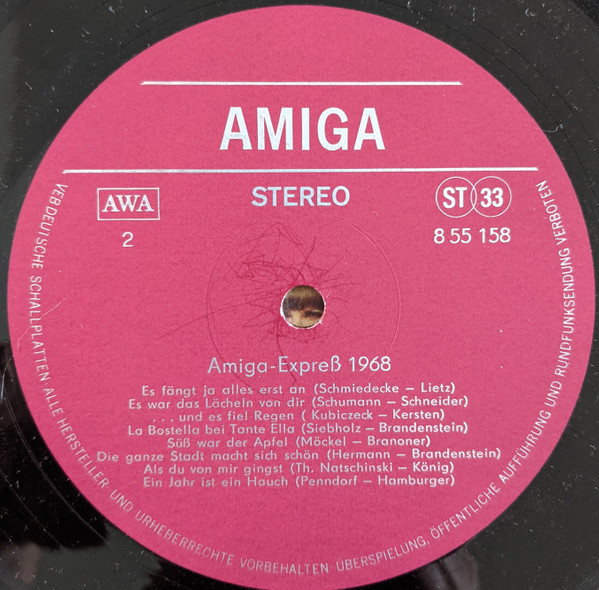 AMIGA
AWA
STEREO
ST 33
2
8 55 158
Amiga-Expreß 1968
Es fängt ja alles erst an (Schmiedecke – Lietz)
Es war das Lächeln von dir (Schumann – Schneider)
. . . und es fiel Regen ( Kubiczeck – Kersten)
La Bostella bei Tante Ella (Siebholz – Brandenstein)
Süß war der Apfel (Möckel – Branoner)
Die ganze Stadt macht sich schön (Hermann – Brandenstein)
Als du von mir gingst (Th. Natschinski – König)
Ein Jahr ist ein Hauch (Penndorf – Hamburger)
VEB DEUTSCHE SCHALLPLATTEN·ALLE HERSTELLER- UND URHEBERRECHTE VORBEHALTEN·ÜBERSPIELUNG, ÖFFENTLICHE AUFFÜHRUNG UND RUNDFUNKSENDUNG VERBOTEN